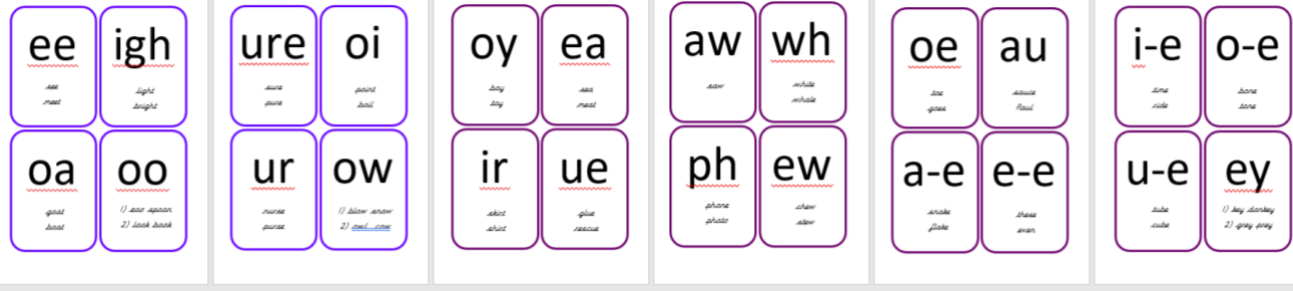 ee
see
meet
igh
light
bright
oa
goat
boat
oo
1) zoo spoon
2) look book
ure
sure
pure
oi
point
boil
ur
nurse
purse
ow
1) blow snow
2) owl cow
oy
boy
toy
ea
sea
meat
ir
skirt
shirt
ue
glue
rescue
aw
saw
wh
white
whale
ph
phone
photo
ew
chew
stew
oe
toe
goes
au
sauce
Paul
a-e
snake
flake
e-e
these
even
i-e
time
ride
o-e
bone
tone
u-e
tube
cube
ey
1) key donkey
2) grey prey